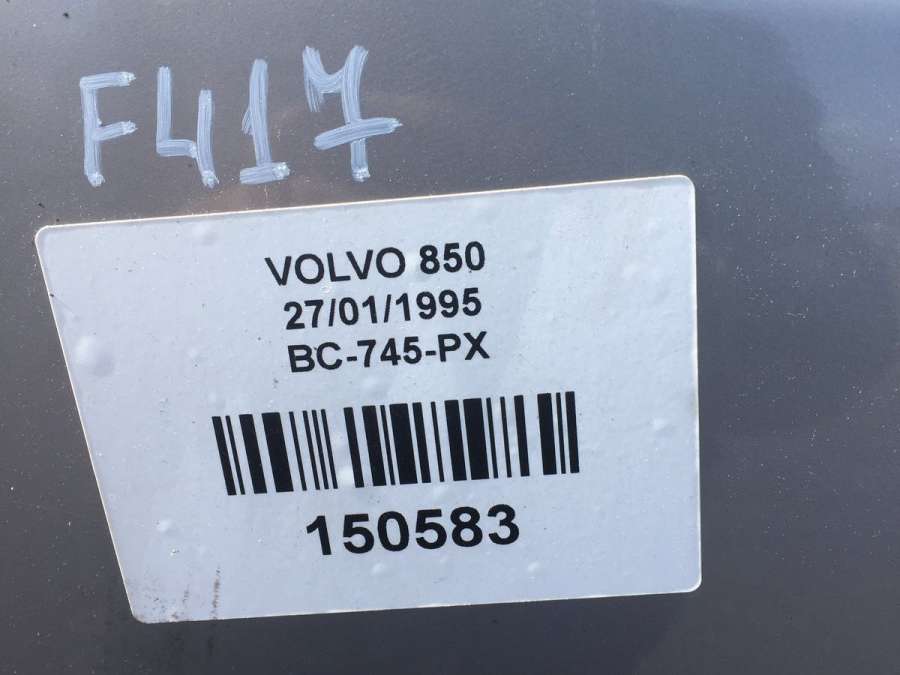 F417
VOLVO 850
27/01/1995
BC-745-PX
150583